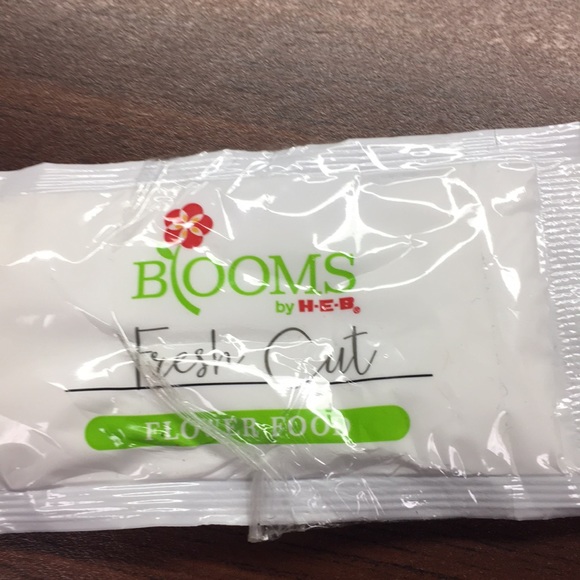 BLOOMS
by H-E-B®
Fresh Cut
FLOWER FOOD